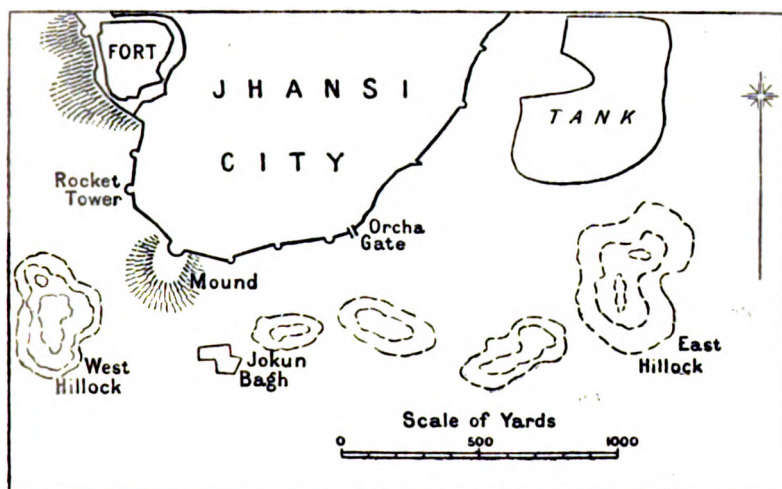 FORT
JHANSI
CITY
TANK
Rocket
Tower
Orcha
Gate
Mound
West
Hillock
Jokun
Bagh
East
Hillock
Scale of Yards
0 500 1000